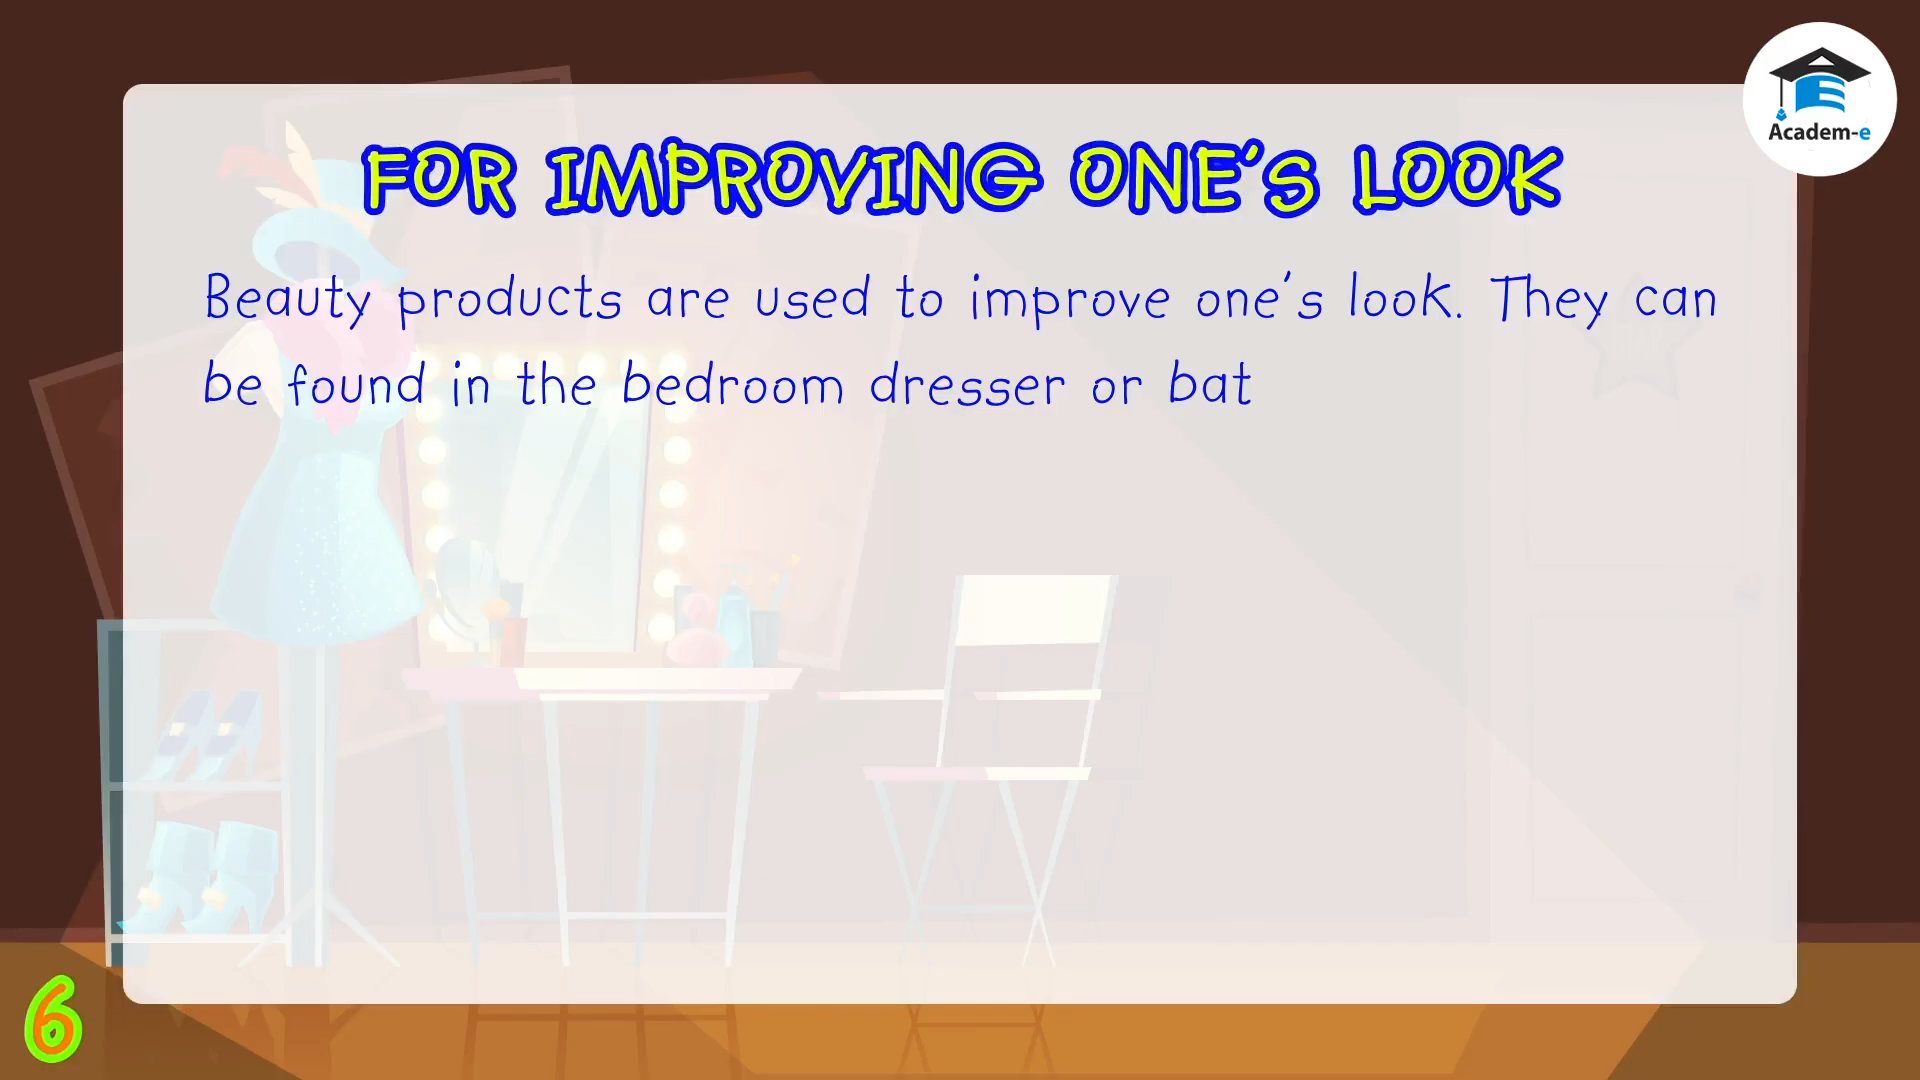 Academ-e
FOR IMPROVING ONE'S LOOK
Beauty products are used to improve one's look. They can
be found in the bedroom dresser or bat
6